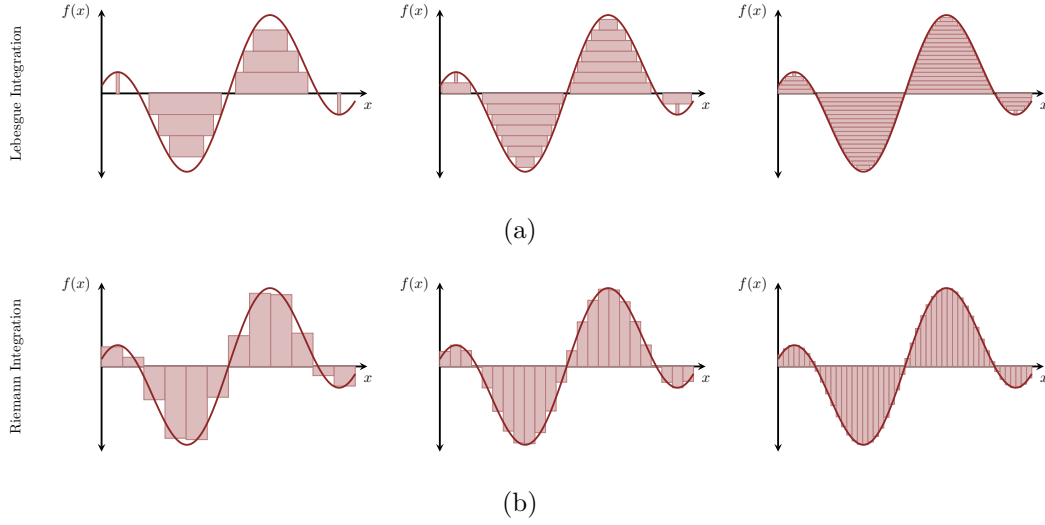 Lebesgue Integration
f(x)
x
f(x)
x
f(x)
x
(a)
Riemann Integration
f(x)
x
f(x)
x
f(x)
x
(b)